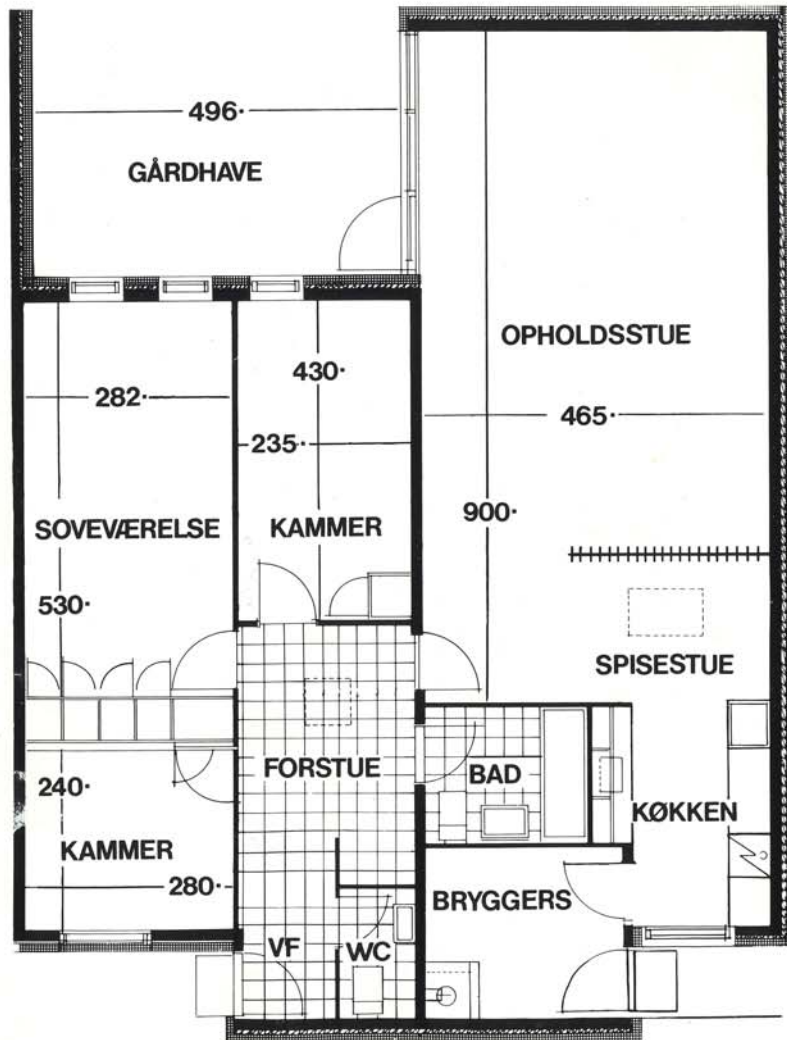 496·
GÅRDHAVE
OPHOLDSSTUE
430·
282·
465·
235·
900·
SOVEVÆRELSE
KAMMER
530·
SPISESTUE
FORSTUE
BAD
240·
KØKKEN
KAMMER
280·
BRYGGERS
VF
WC